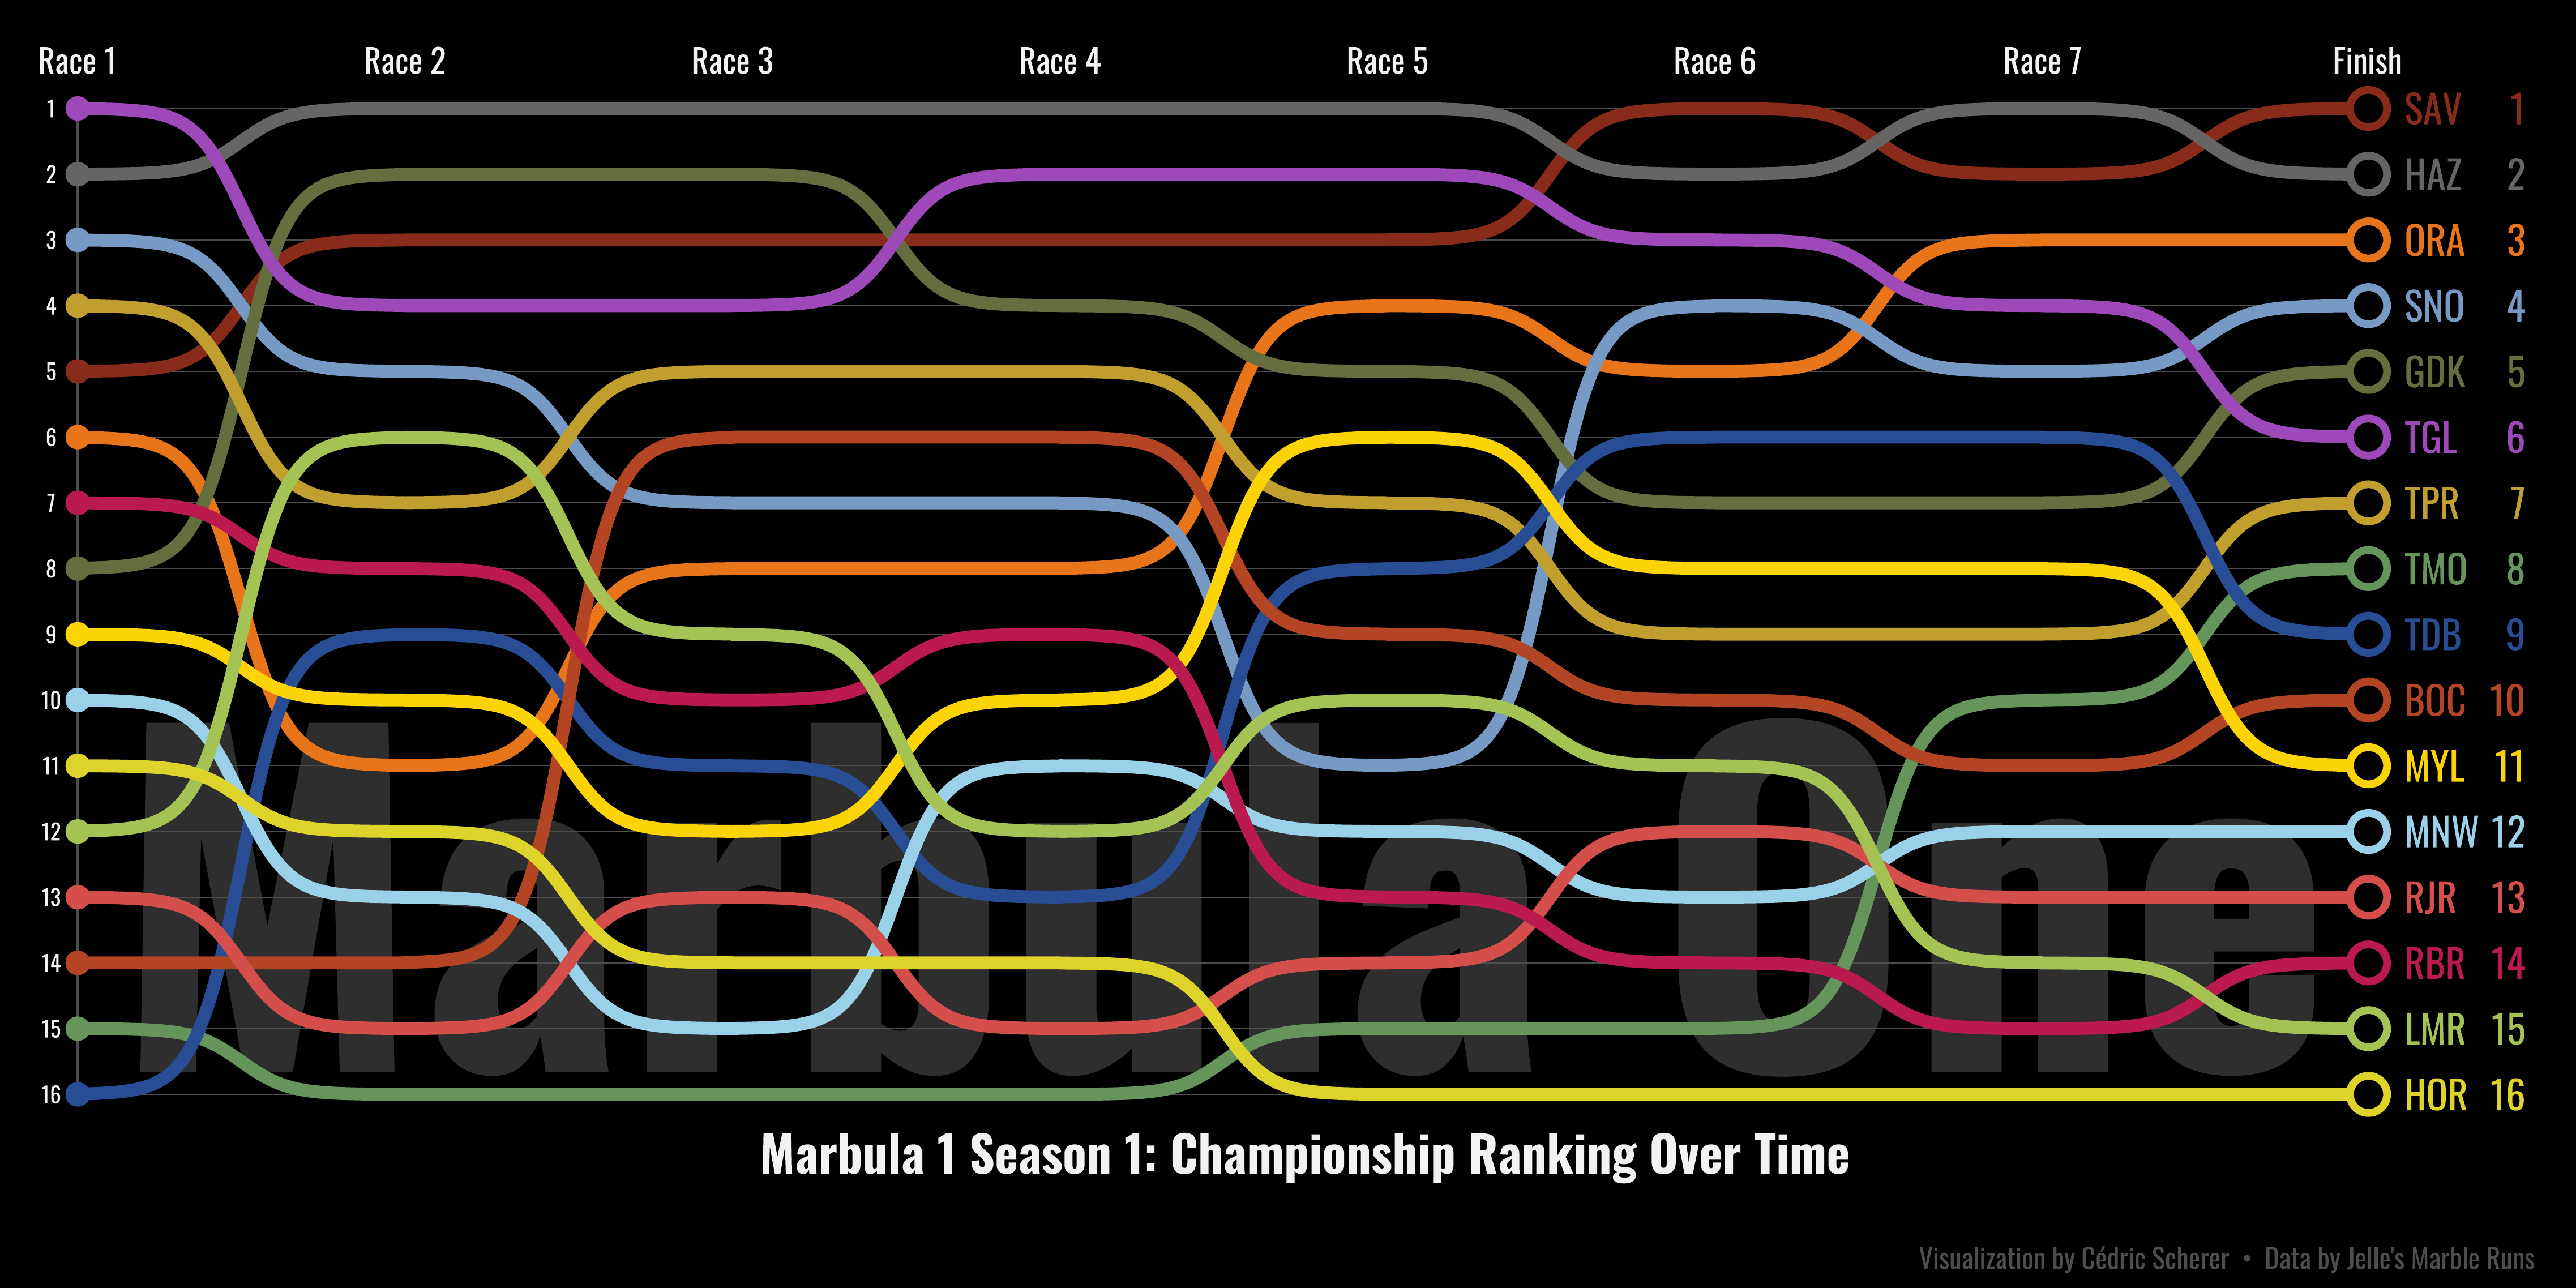 Race 1 Race 2 Race 3 Race 4 Race 5 Race 6 Race 7 Finish
1 SAV 1
2 HAZ 2
3 ORA 3
4 SNO 4
5 GDK 5
6 TGL 6
7 TPR 7
8 TMO 8
9 TDB 9
10 BOC 10
11 MYL 11
12 MNW 12
13 RJR 13
14 RBR 14
15 LMR 15
16 HOR 16
Marbula One
Marbula 1 Season 1: Championship Ranking Over Time
Visualization by Cédric Scherer • Data by Jelle's Marble Runs